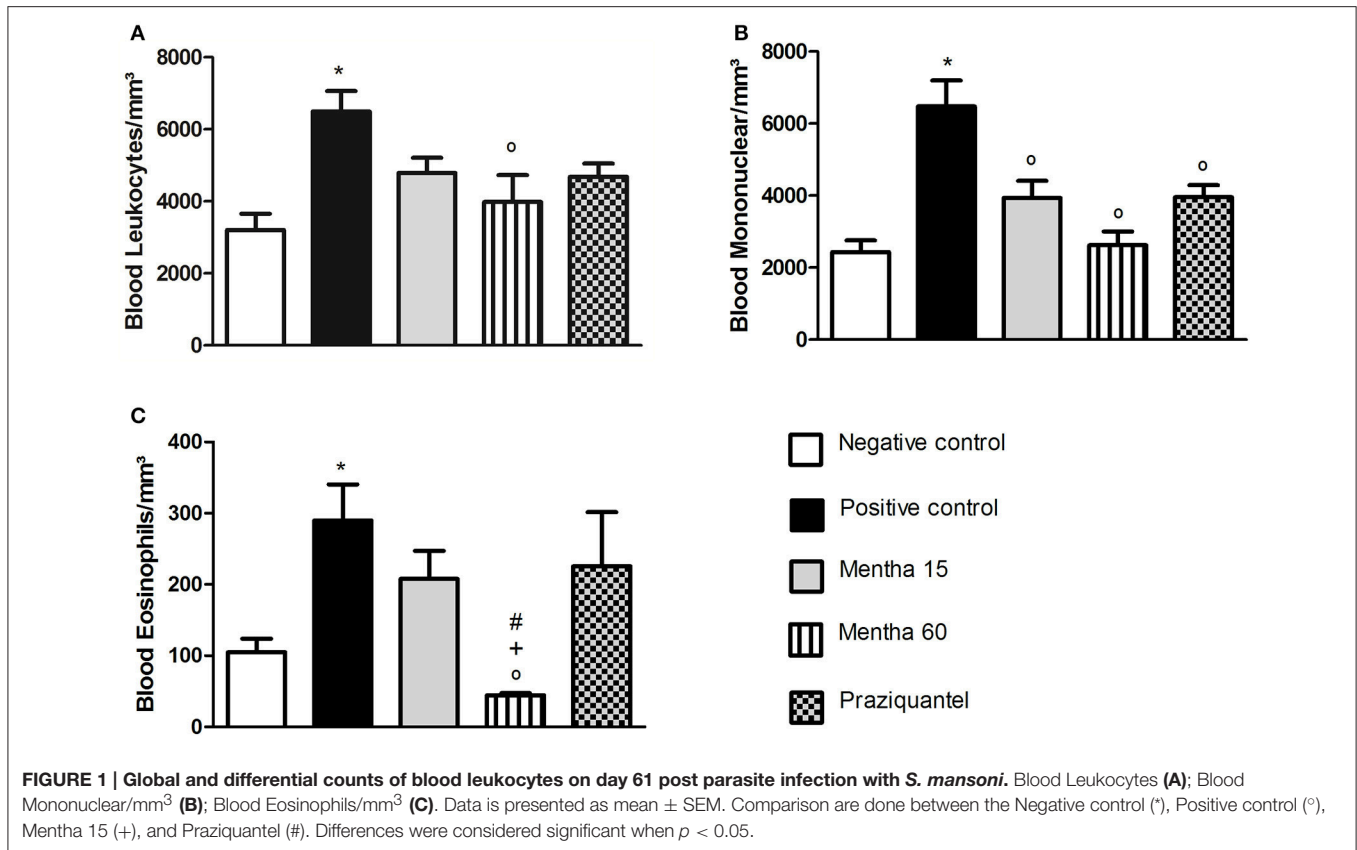 A
Blood Leukocytes/mm³
8000
6000
4000
2000
0
*
o
B
Blood Mononuclear/mm³
8000
6000
4000
2000
0
*
o
o
o
C
Blood Eosinophils/mm³
400
300
200
100
0
*
#
+
o
Negative control
Positive control
Mentha 15
Mentha 60
Praziquantel
FIGURE 1 | Global and differential counts of blood leukocytes on day 61 post parasite infection with S. mansoni. Blood Leukocytes (A); Blood
Mononuclear/mm³ (B); Blood Eosinophils/mm³ (C). Data is presented as mean ± SEM. Comparison are done between the Negative control (*), Positive control (°),
Mentha 15 (+), and Praziquantel (#). Differences were considered significant when p < 0.05.